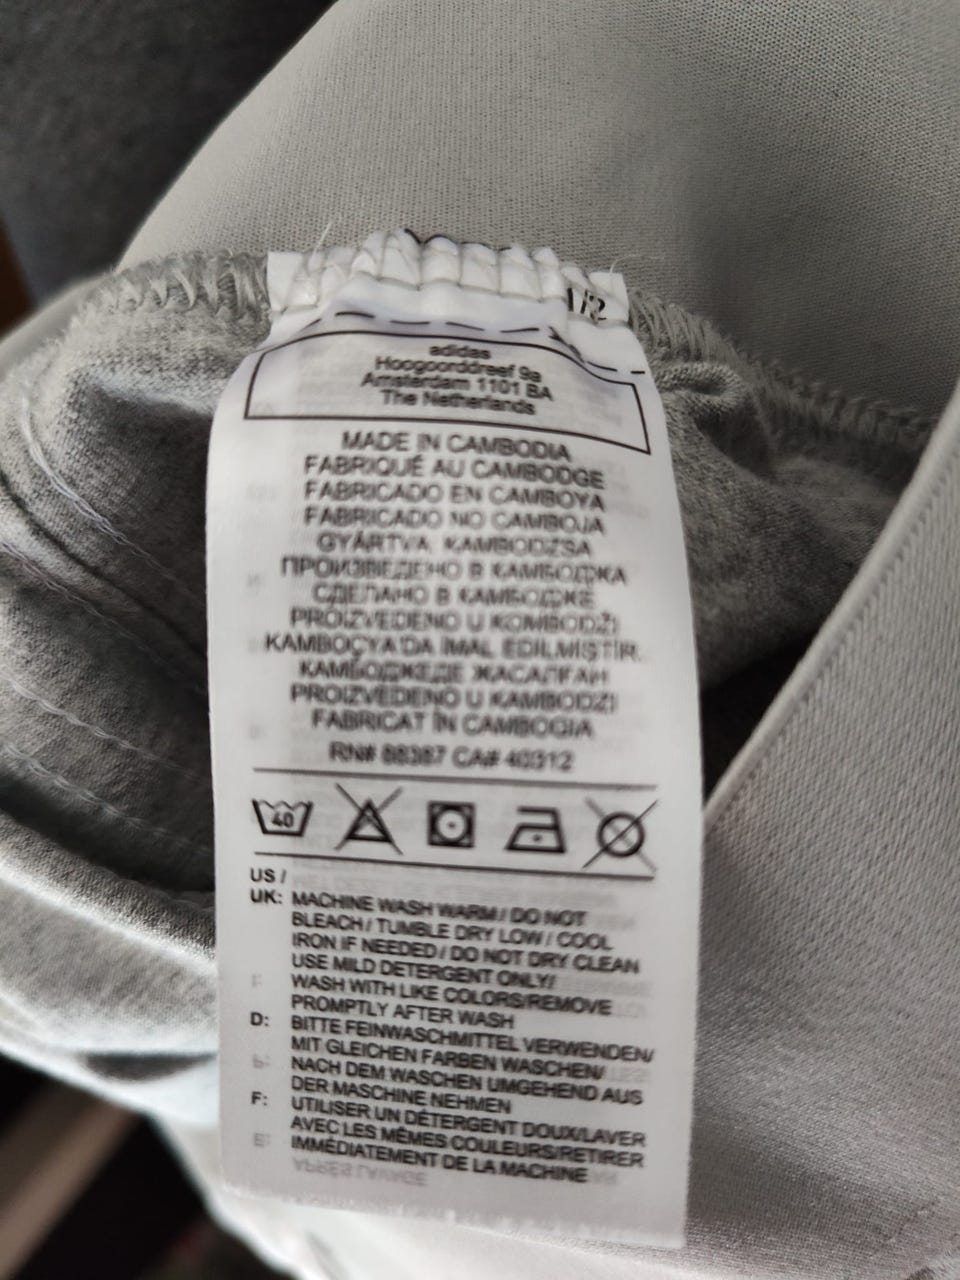 1/2
adidas
Hoogoorddreef 9a
Amsterdam 1101 BA
The Netherlands
MADE IN CAMBODIA
FABRIQUÉ AU CAMBODGE
FABRICADO EN CAMBOYA
FABRICADO NO CAMBOJA
GYÁRTVA: KAMBODZSA
ПРОИЗВЕДЕНО В КАМБОДЖА
СДЕЛАНО В КАМБОДЖЕ
PROIZVEDENO U KOMBODŽI
KAMBOÇYA'DA İMAL EDİLMİŞTİR.
КАМБОДЖЕДЕ ЖАСАЛҒАН
PROIZVEDENO U KAMBODŽI
FABRICAT ÎN CAMBOGIA
RN# 88387 CA# 40312
40
US /
UK: MACHINE WASH WARM / DO NOT
BLEACH / TUMBLE DRY LOW / COOL
IRON IF NEEDED / DO NOT DRY CLEAN
USE MILD DETERGENT ONLY/
WASH WITH LIKE COLORS/REMOVE
PROMPTLY AFTER WASH
D: BITTE FEINWASCHMITTEL VERWENDEN/
MIT GLEICHEN FARBEN WASCHEN/
NACH DEM WASCHEN UMGEHEND AUS
DER MASCHINE NEHMEN
F: UTILISER UN DÉTERGENT DOUX/LAVER
AVEC LES MÊMES COULEURS/RETIRER
IMMÉDIATEMENT DE LA MACHINE